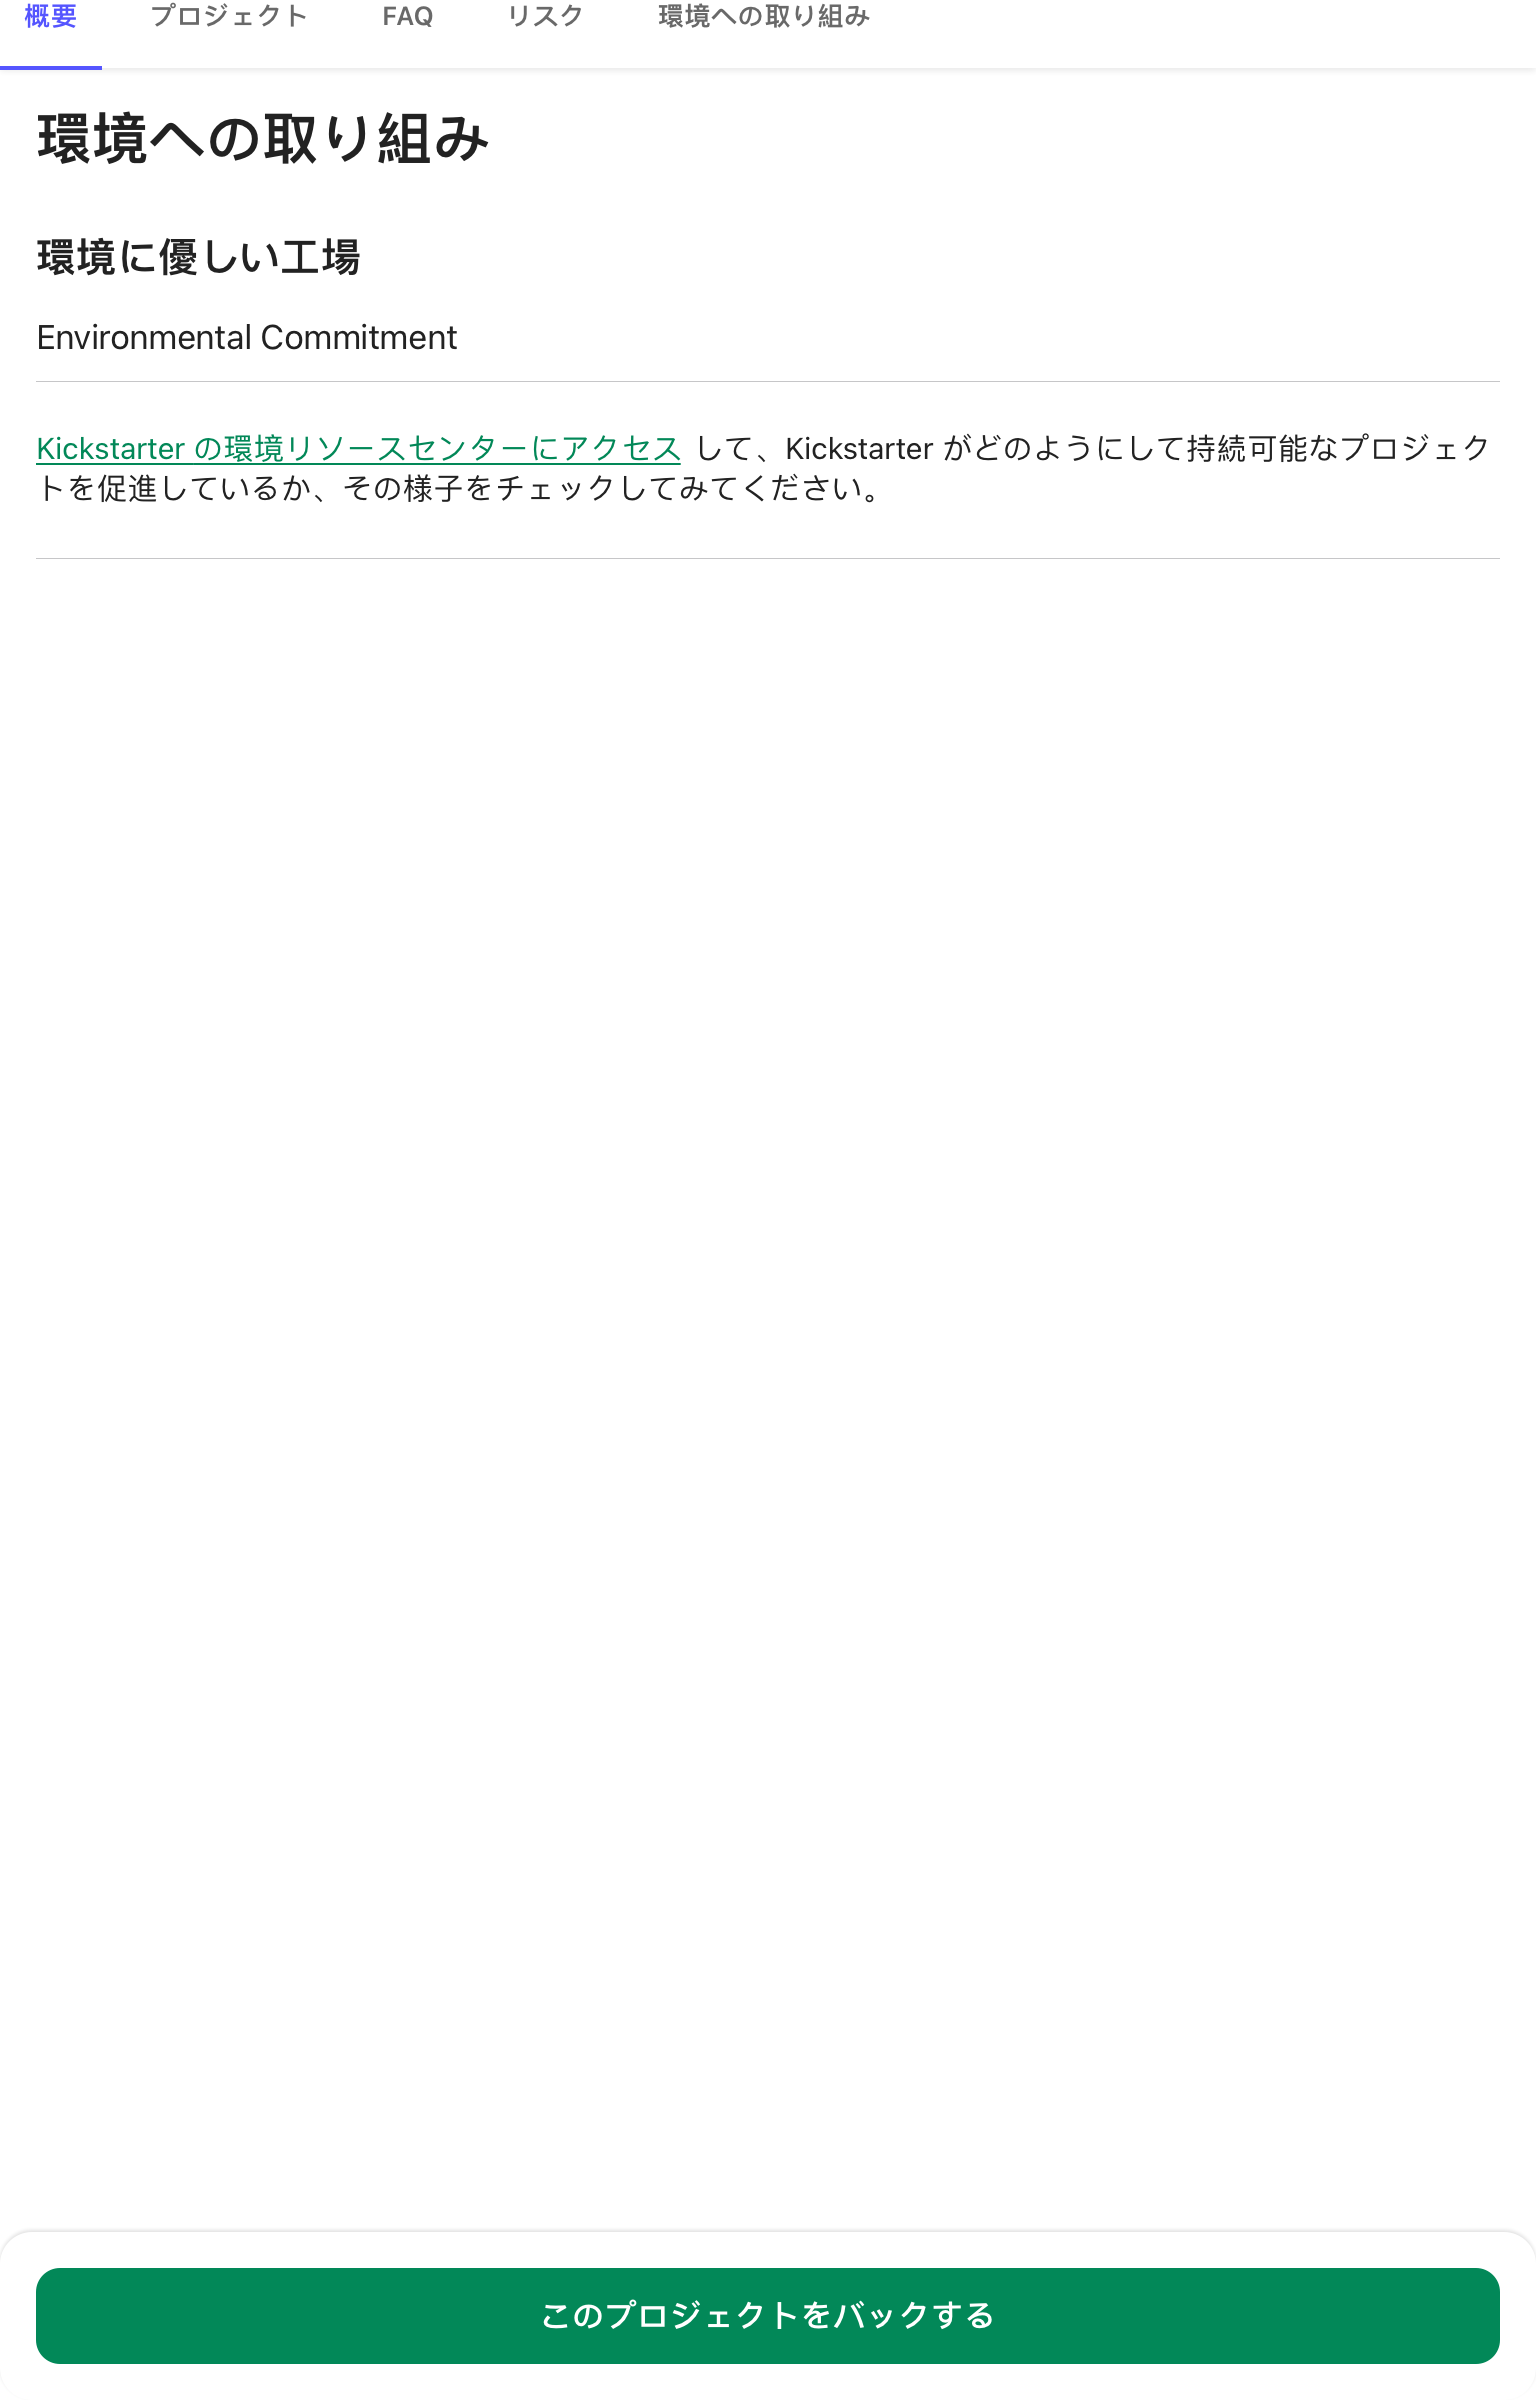 概要 プロジェクト FAQ リスク 環境への取り組み
環境への取り組み
環境に優しい工場
Environmental Commitment
Kickstarter の環境リソースセンターにアクセス して、Kickstarter がどのようにして持続可能なプロジェク
トを促進しているか、その様子をチェックしてみてください。
このプロジェクトをバックする